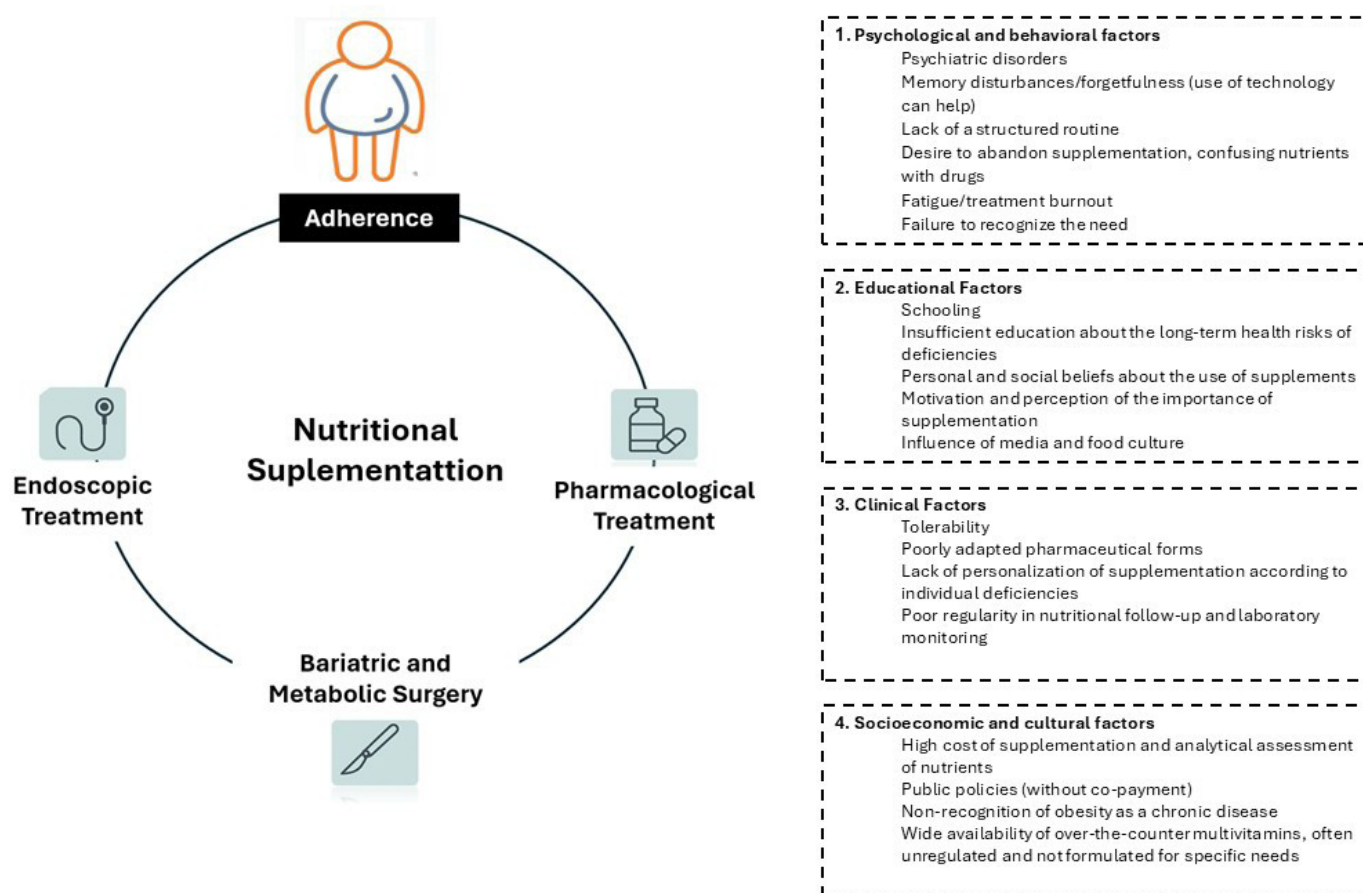 Adherence
Nutritional
Suplementattion
Endoscopic
Treatment
Pharmacological
Treatment
Bariatric and
Metabolic Surgery
1. Psychological and behavioral factors
Psychiatric disorders
Memory disturbances/forgetfulness (use of technology
can help)
Lack of a structured routine
Desire to abandon supplementation, confusing nutrients
with drugs
Fatigue/treatment burnout
Failure to recognize the need
2. Educational Factors
Schooling
Insufficient education about the long-term health risks of
deficiencies
Personal and social beliefs about the use of supplements
Motivation and perception of the importance of
supplementation
Influence of media and food culture
3. Clinical Factors
Tolerability
Poorly adapted pharmaceutical forms
Lack of personalization of supplementation according to
individual deficiencies
Poor regularity in nutritional follow-up and laboratory
monitoring
4. Socioeconomic and cultural factors
High cost of supplementation and analytical assessment
of nutrients
Public policies (without co-payment)
Non-recognition of obesity as a chronic disease
Wide availability of over-the-counter multivitamins, often
unregulated and not formulated for specific needs